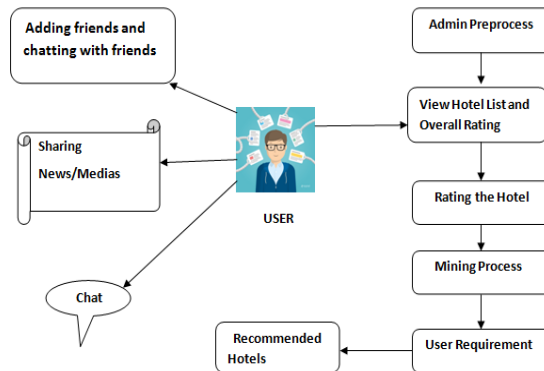 Adding friends and
chatting with friends
Admin Preprocess
View Hotel List and
Overall Rating
Sharing
News/Medias
USER
Rating the Hotel
Mining Process
Chat
User Requirement
Recommended
Hotels